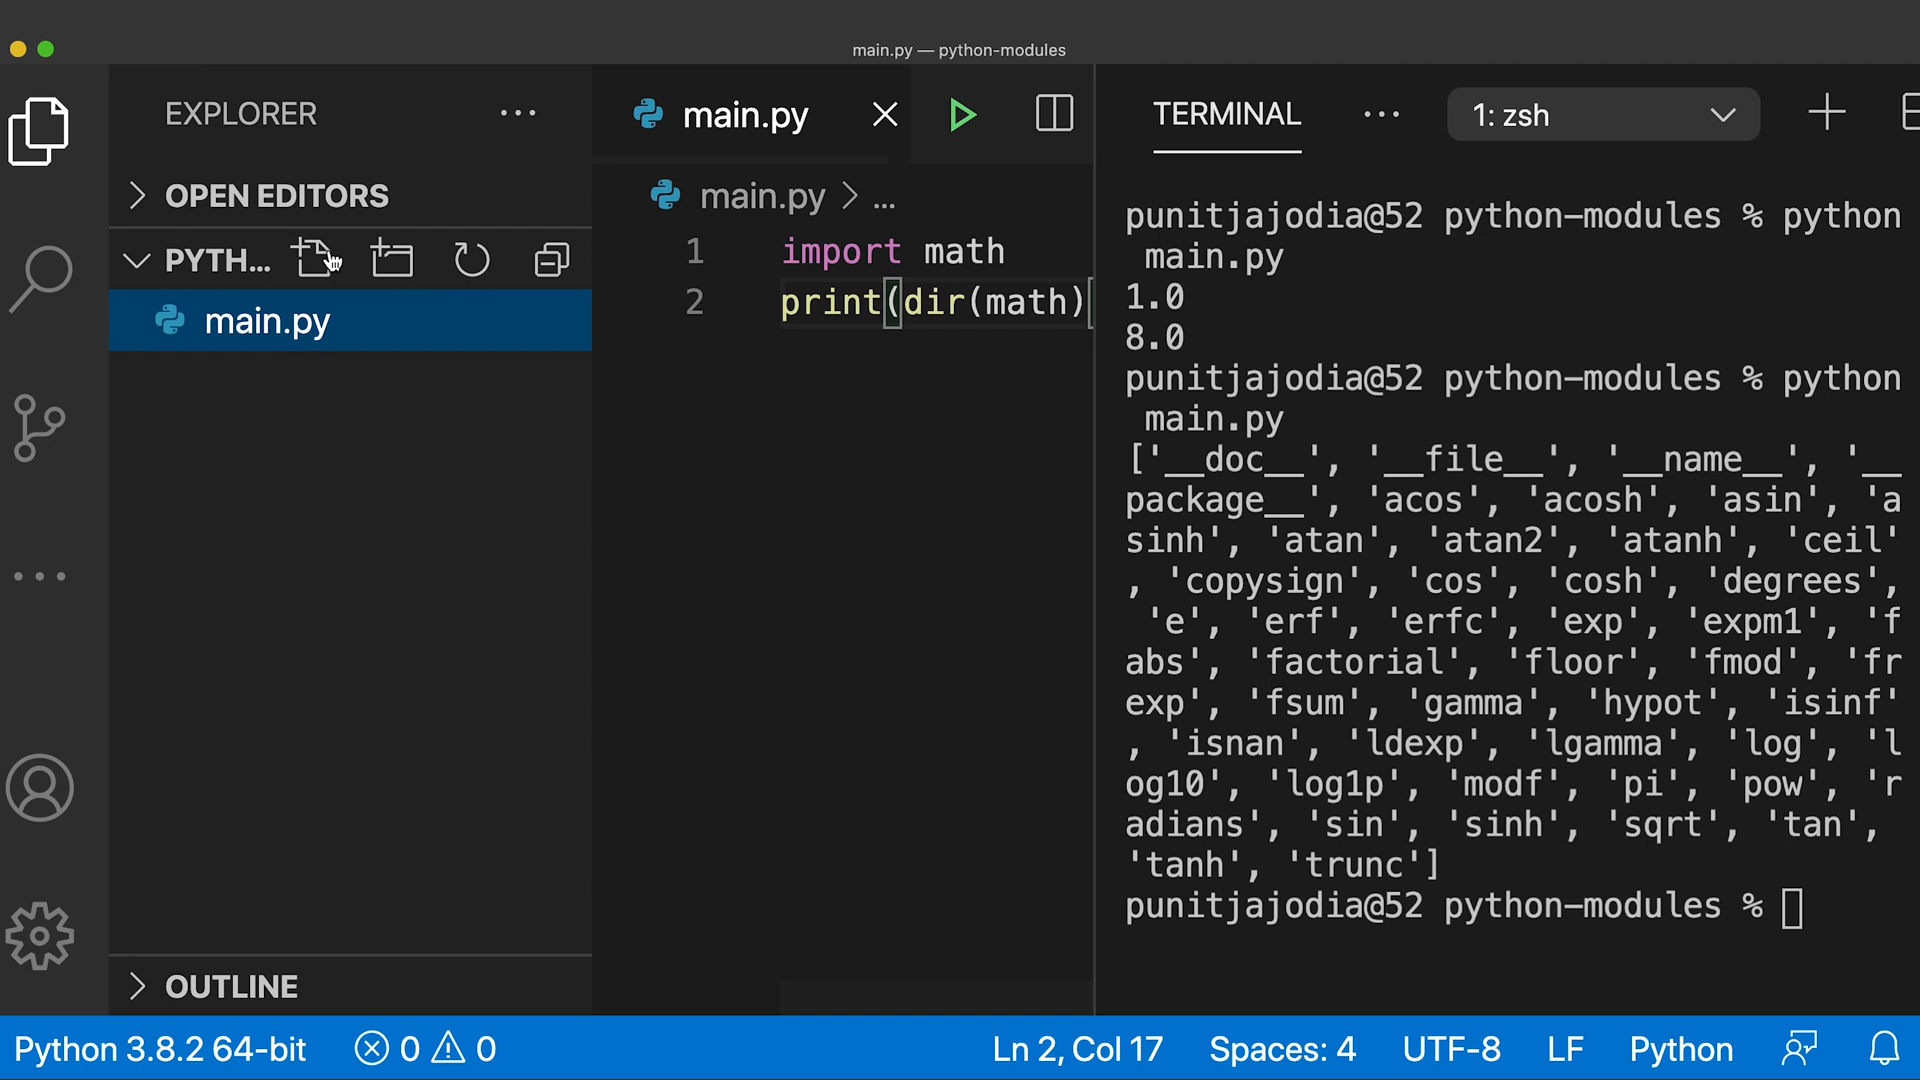 main.py — python-modules
EXPLORER
OPEN EDITORS
PYTH...
main.py
OUTLINE
main.py
main.py > ...
1 import math
2 print(dir(math)
TERMINAL
1: zsh
punitjajodia@52 python-modules % python
main.py
1.0
8.0
punitjajodia@52 python-modules % python
main.py
['__doc__', '__file__', '__name__', '__
package__', 'acos', 'acosh', 'asin', 'a
sinh', 'atan', 'atan2', 'atanh', 'ceil'
, 'copysign', 'cos', 'cosh', 'degrees',
'e', 'erf', 'erfc', 'exp', 'expm1', 'f
abs', 'factorial', 'floor', 'fmod', 'fr
exp', 'fsum', 'gamma', 'hypot', 'isinf'
, 'isnan', 'ldexp', 'lgamma', 'log', 'l
og10', 'log1p', 'modf', 'pi', 'pow', 'r
adians', 'sin', 'sinh', 'sqrt', 'tan',
'tanh', 'trunc']
punitjajodia@52 python-modules %
Python 3.8.2 64-bit 0 0 Ln 2, Col 17 Spaces: 4 UTF-8 LF Python